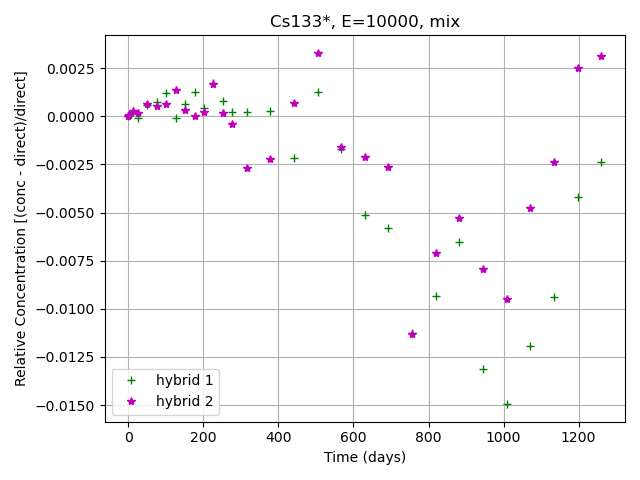 Cs133*, E=10000, mix
Relative Concentration [(conc - direct)/direct]
0.0025
0.0000
−0.0025
−0.0050
−0.0075
−0.0100
−0.0125
−0.0150
hybrid 1
hybrid 2
0 200 400 600 800 1000 1200
Time (days)